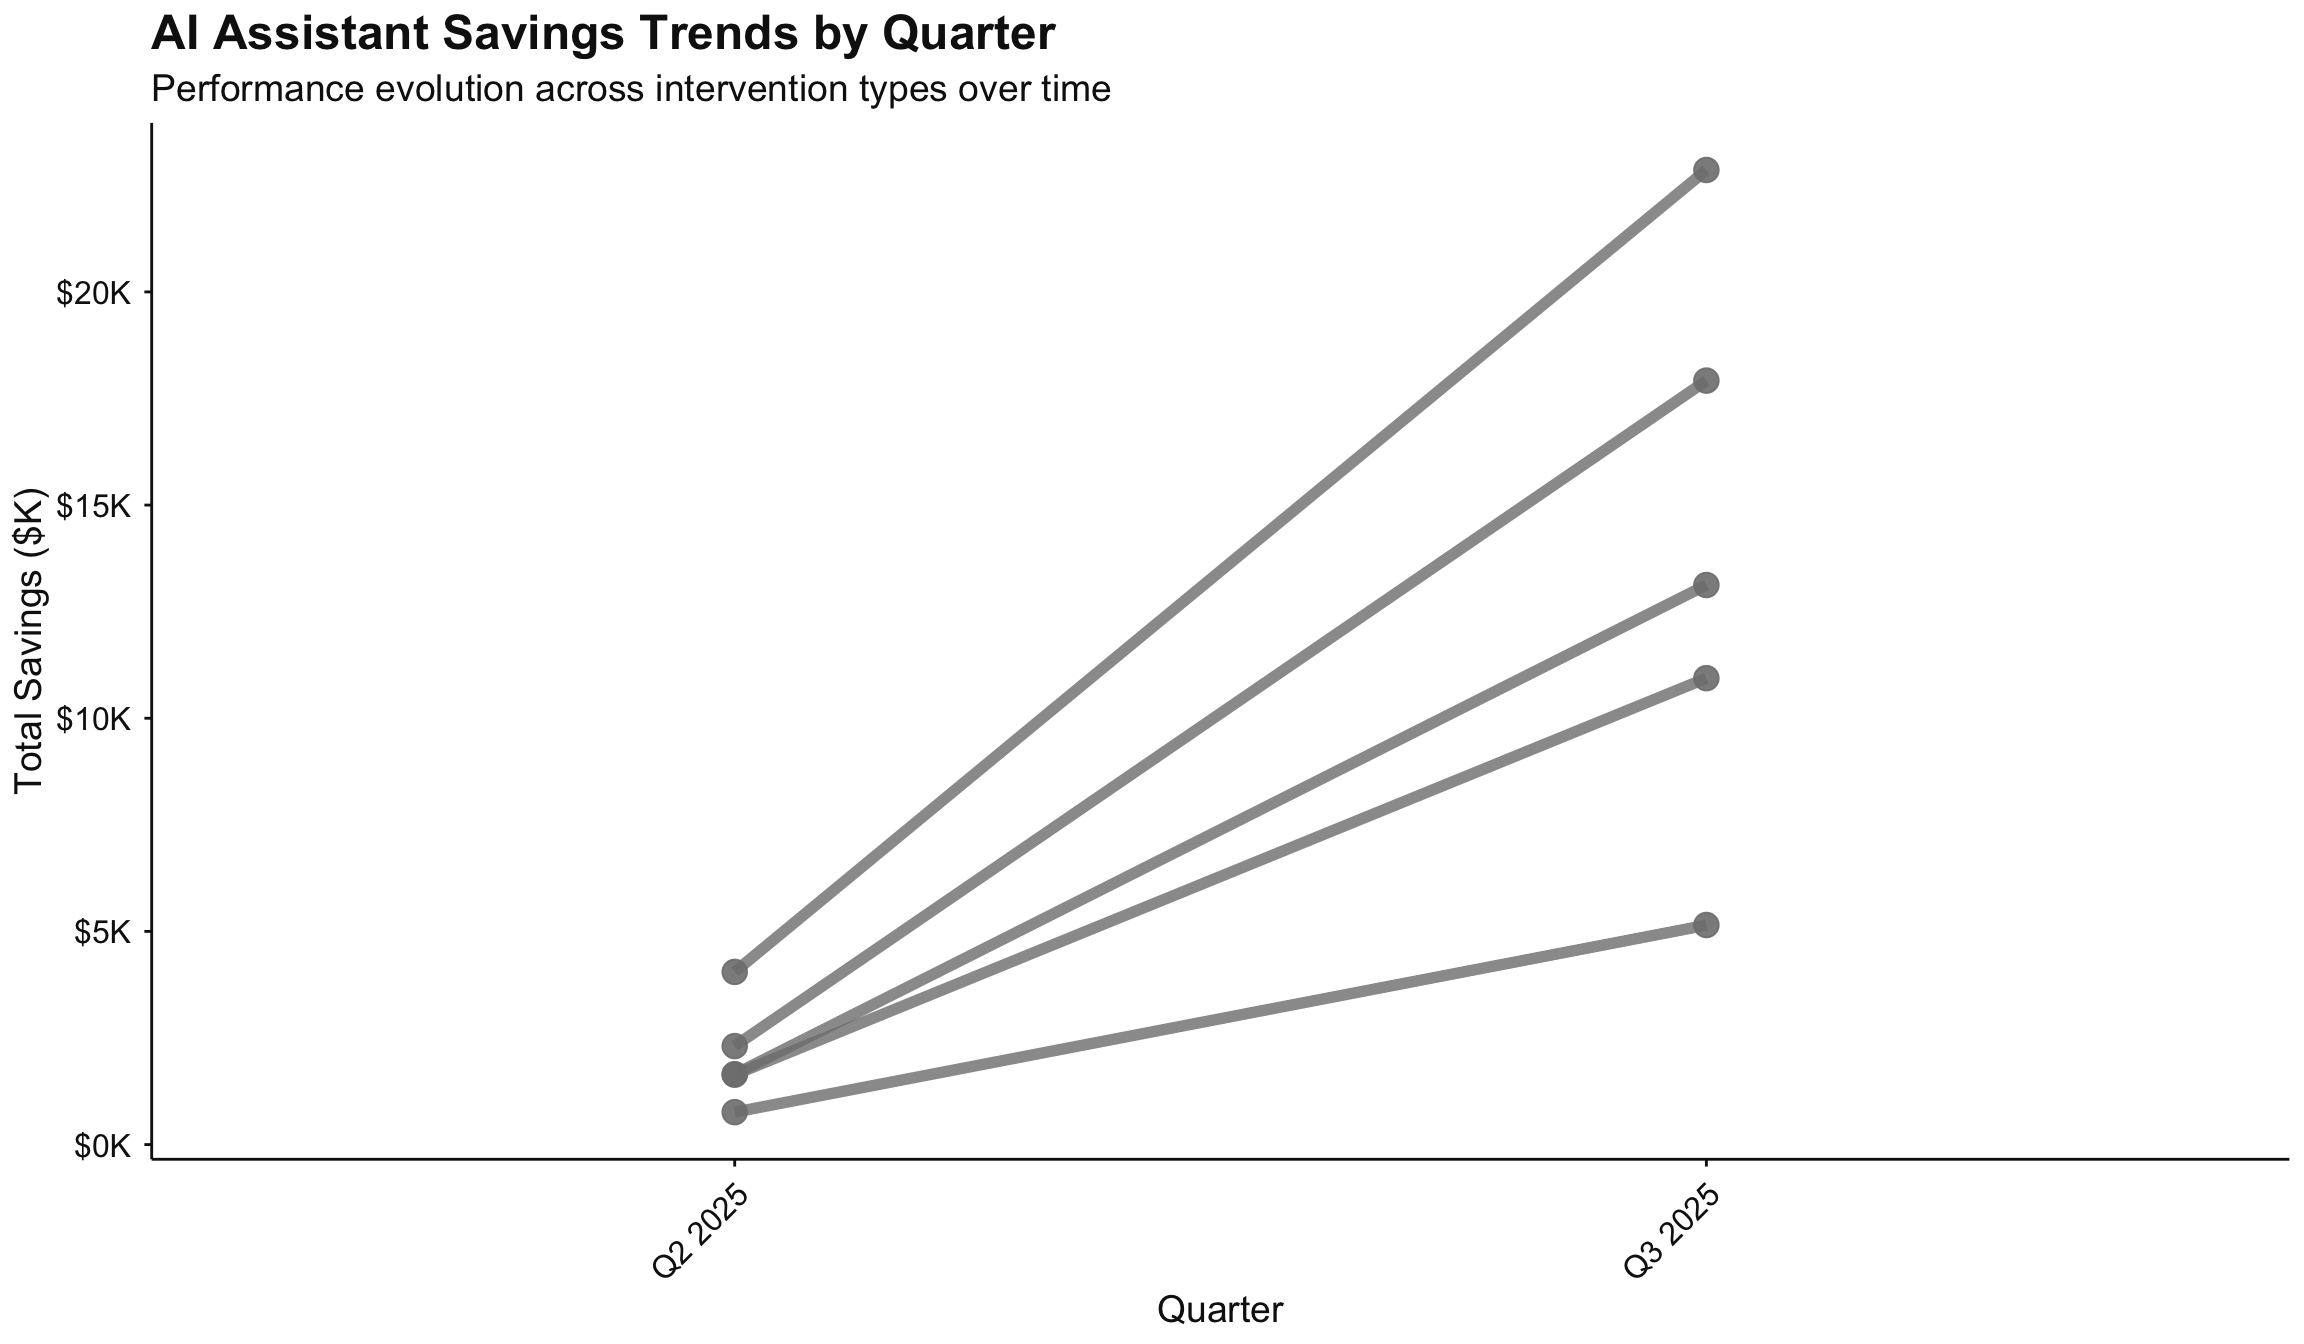 AI Assistant Savings Trends by Quarter
Performance evolution across intervention types over time
Total Savings ($K)
$20K
$15K
$10K
$5K
$0K
Q2 2025
Q3 2025
Quarter